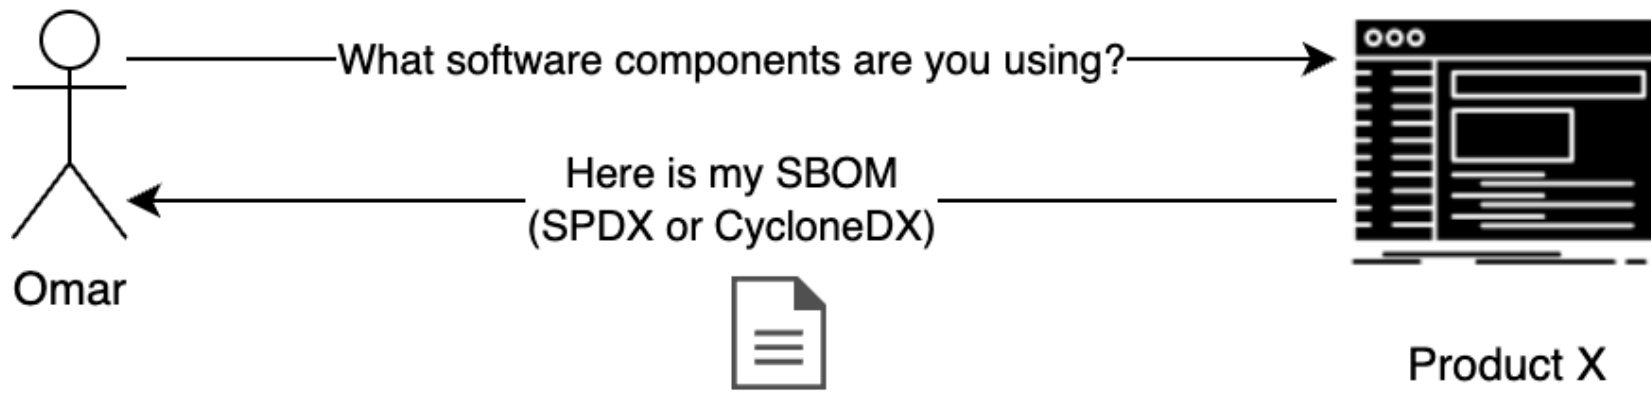 What software components are you using?
Here is my SBOM
(SPDX or CycloneDX)
Omar
Product X